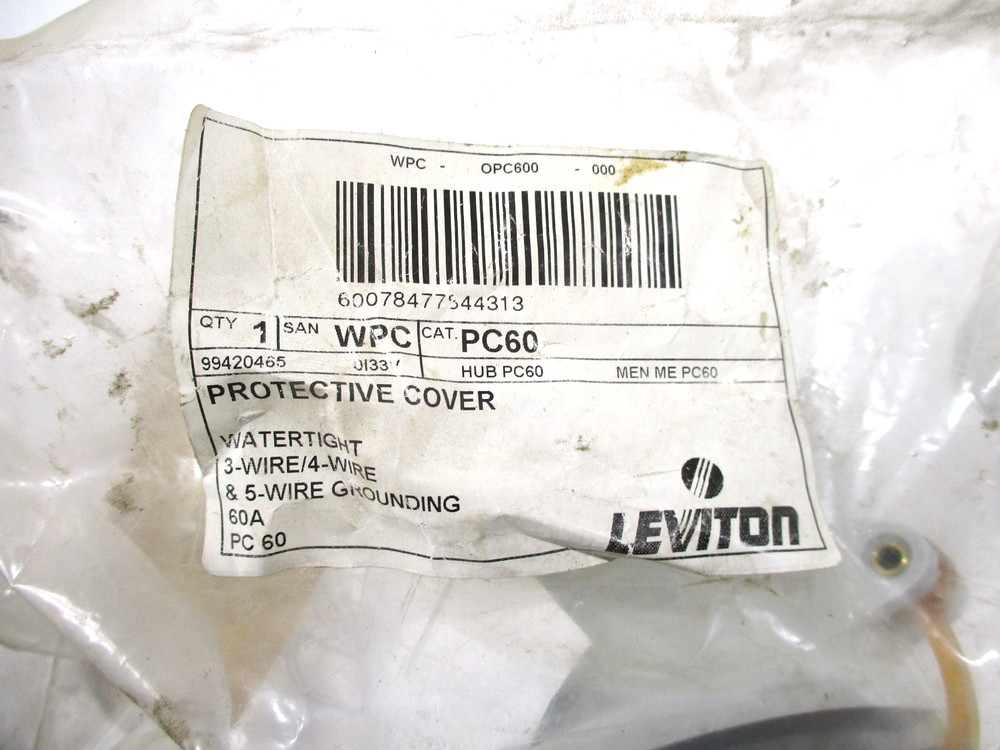 WPC - OPC600 - 000
60078477544313
QTY 1 SAN WPC CAT. PC60
99420465 HUB PC60 MEN ME PC60
PROTECTIVE COVER
WATERTIGHT
3-WIRE/4-WIRE
& 5-WIRE GROUNDING
60A
PC 60
LEVITON